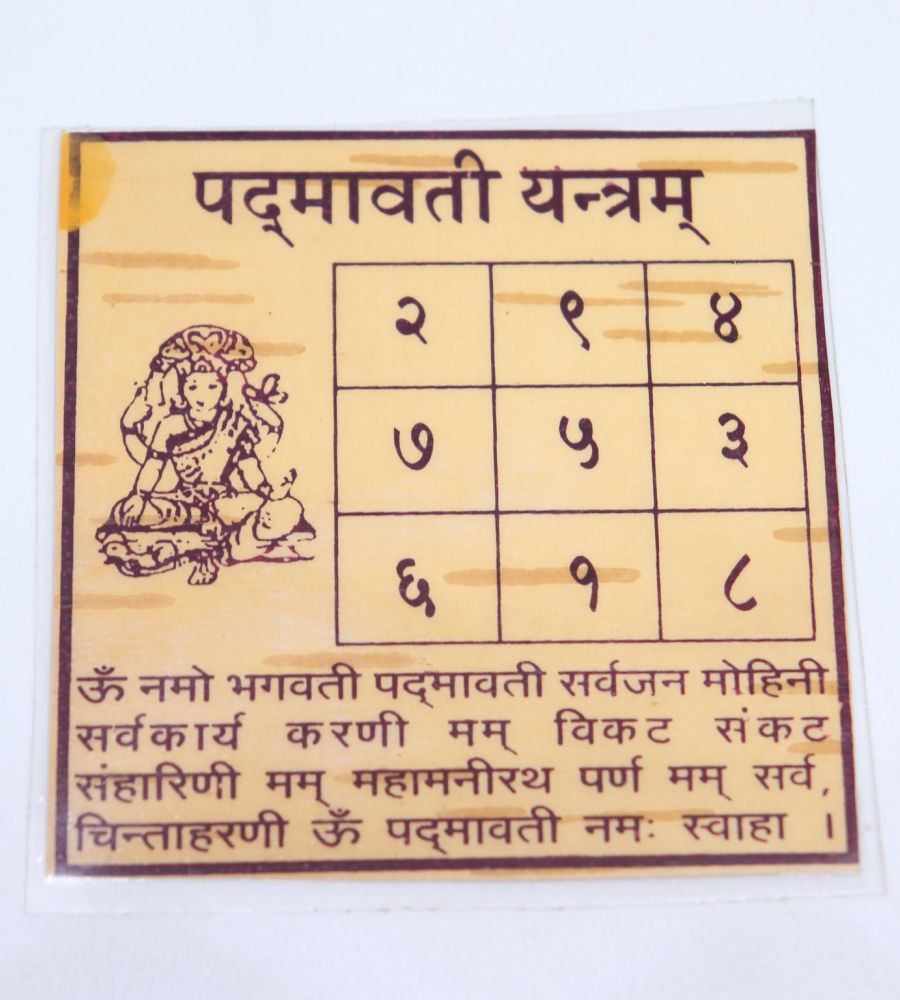 पद्मावती यन्त्रम्
२ ९ ४
७ ५ ३
६ १ ८
ॐ नमो भगवती पद्मावती सर्वजन मोहिनी
सर्वकार्य करणी मम् विकट संकट
संहारिणी मम् महामनीरथ पर्ण मम् सर्व,
चिन्ताहरणी ॐ पद्मावती नमः स्वाहा ।